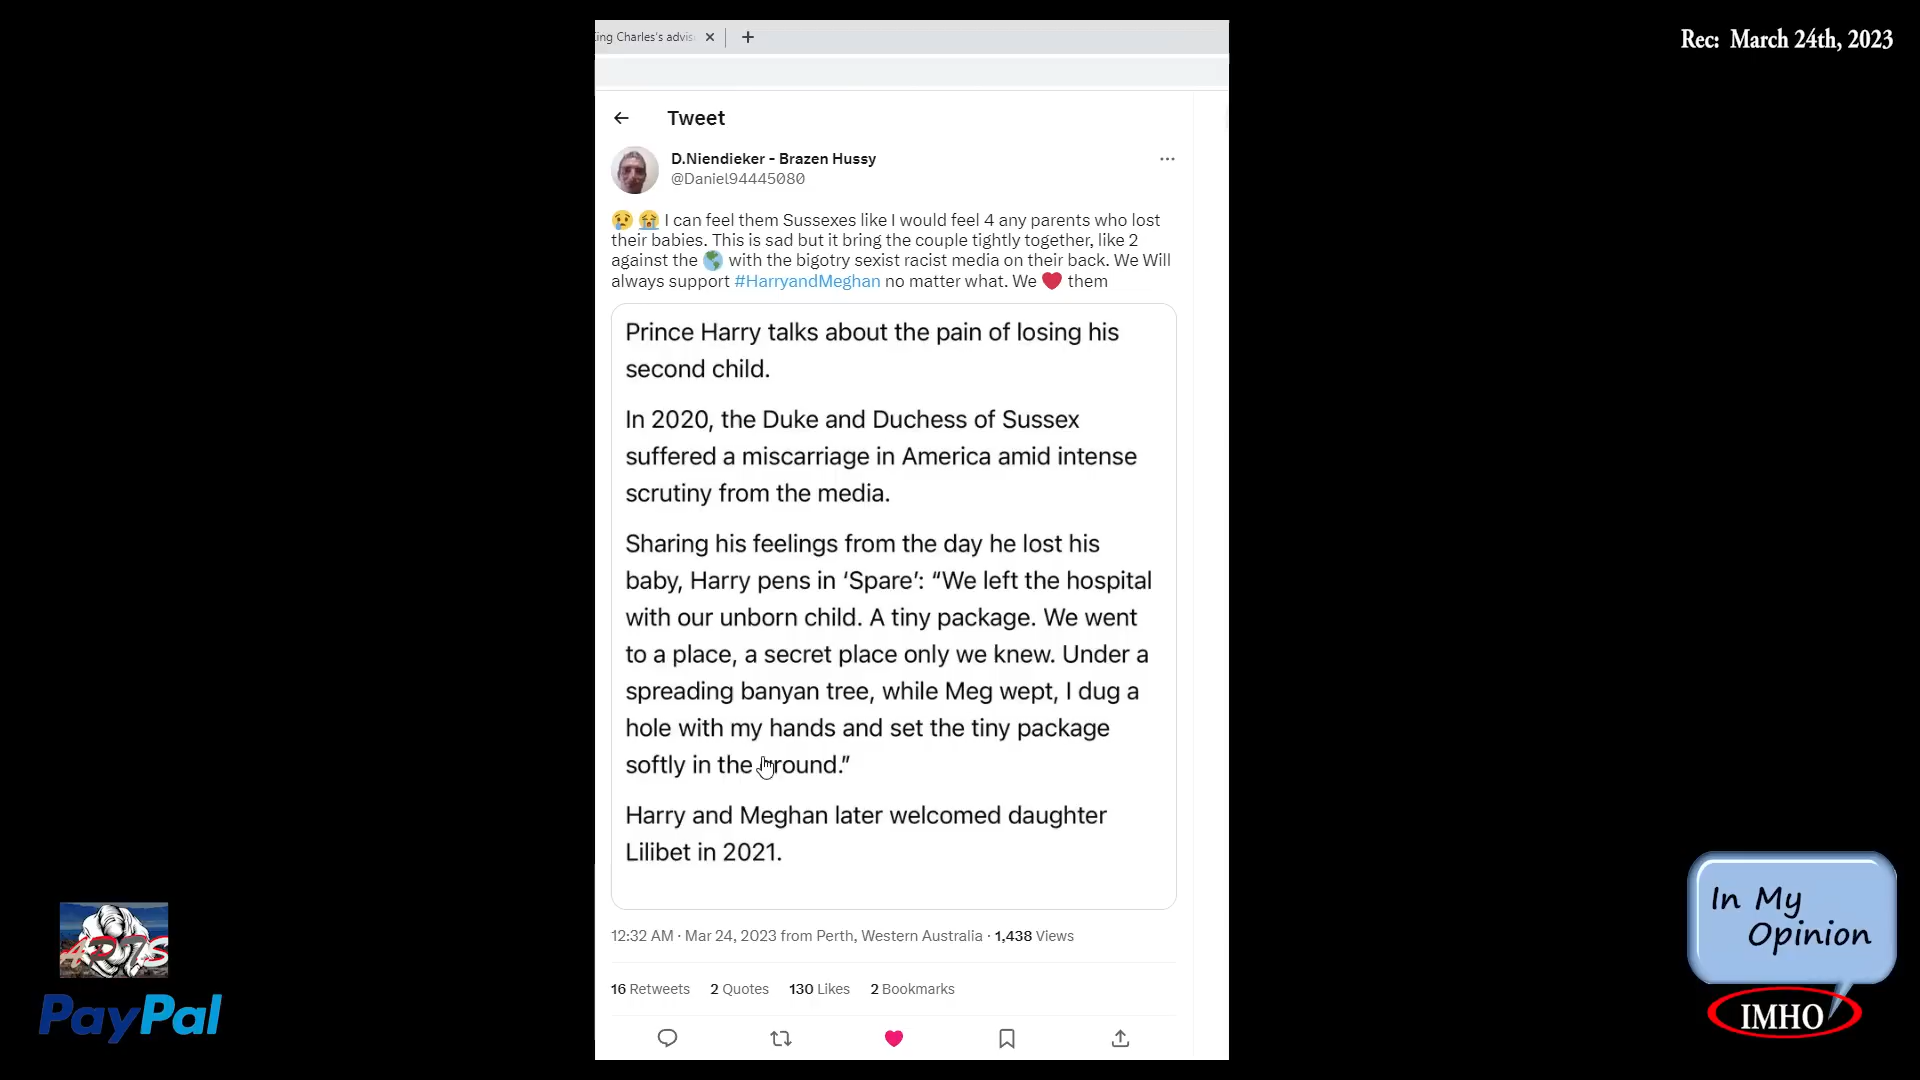 ing Charles's advis
Rec: March 24th, 2023
Tweet
D.Niendieker - Brazen Hussy
@Daniel94445080
😢 😭 I can feel them Sussexes like I would feel 4 any parents who lost
their babies. This is sad but it bring the couple tightly together, like 2
against the 🌎 with the bigotry sexist racist media on their back. We Will
always support #HarryandMeghan no matter what. We ❤️ them
Prince Harry talks about the pain of losing his
second child.
In 2020, the Duke and Duchess of Sussex
suffered a miscarriage in America amid intense
scrutiny from the media.
Sharing his feelings from the day he lost his
baby, Harry pens in ‘Spare’: “We left the hospital
with our unborn child. A tiny package. We went
to a place, a secret place only we knew. Under a
spreading banyan tree, while Meg wept, I dug a
hole with my hands and set the tiny package
softly in the ground.”
Harry and Meghan later welcomed daughter
Lilibet in 2021.
12:32 AM · Mar 24, 2023 from Perth, Western Australia · 1,438 Views
16 Retweets 2 Quotes 130 Likes 2 Bookmarks
PayPal
In My
Opinion
IMHO